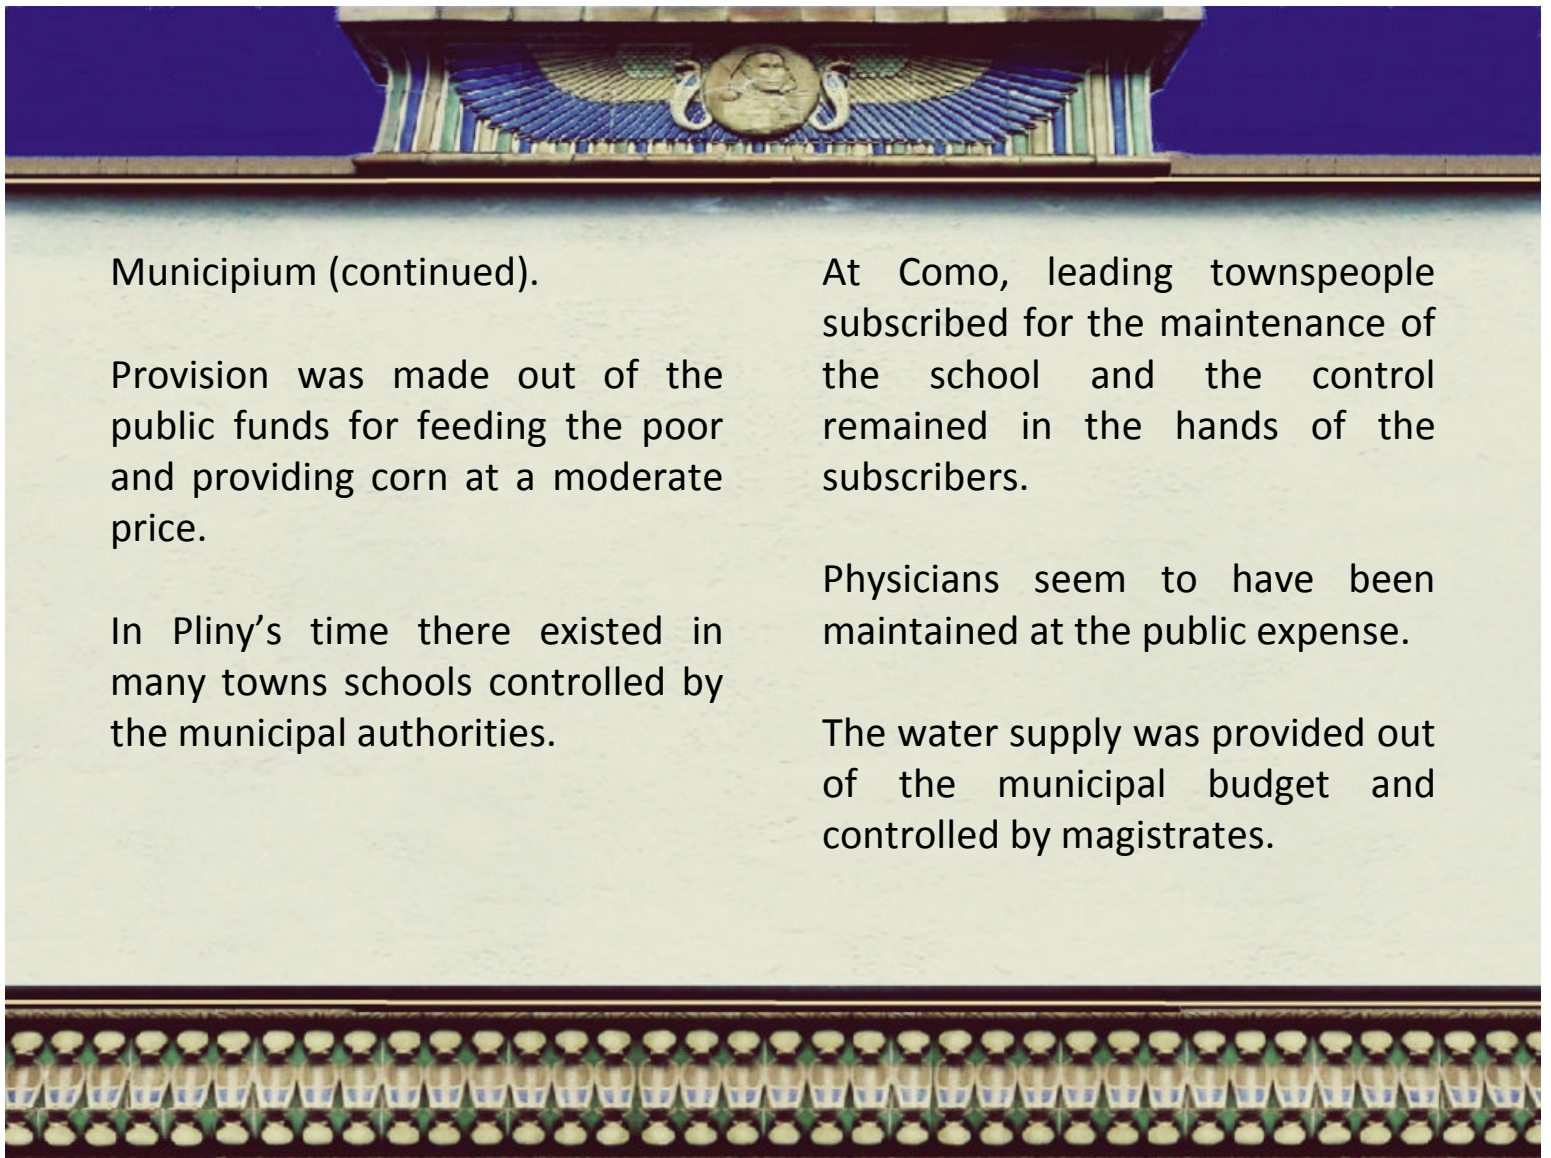 Municipium (continued).
Provision was made out of the
public funds for feeding the poor
and providing corn at a moderate
price.
In Pliny’s time there existed in
many towns schools controlled by
the municipal authorities.
At Como, leading townspeople
subscribed for the maintenance of
the school and the control
remained in the hands of the
subscribers.
Physicians seem to have been
maintained at the public expense.
The water supply was provided out
of the municipal budget and
controlled by magistrates.